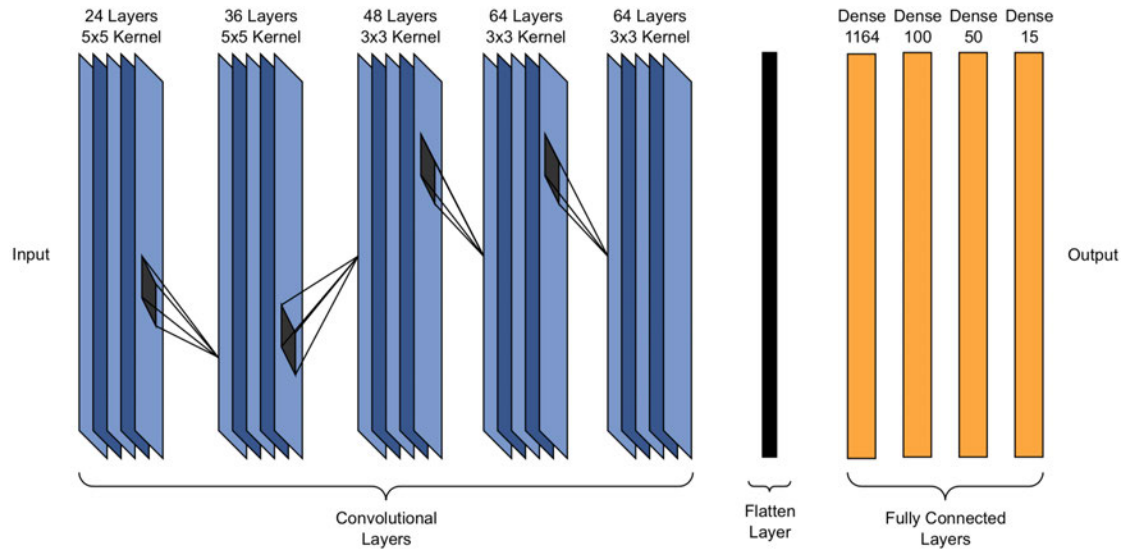 24 Layers
5x5 Kernel
36 Layers
5x5 Kernel
48 Layers
3x3 Kernel
64 Layers
3x3 Kernel
64 Layers
3x3 Kernel
Dense
1164
Dense
100
Dense
50
Dense
15
Input
Output
Convolutional
Layers
Flatten
Layer
Fully Connected
Layers